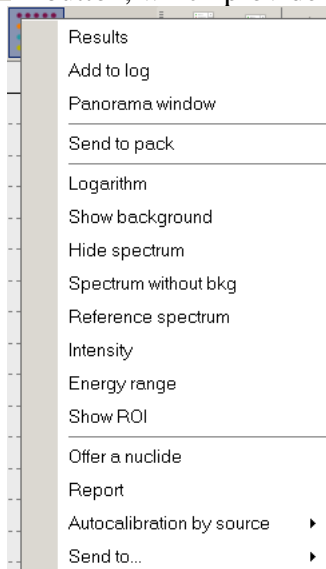 Results
Add to log
Panorama window
Send to pack
Logarithm
Show background
Hide spectrum
Spectrum without bkg
Reference spectrum
Intensity
Energy range
Show ROI
Offer a nuclide
Report
Autocalibration by source
Send to...